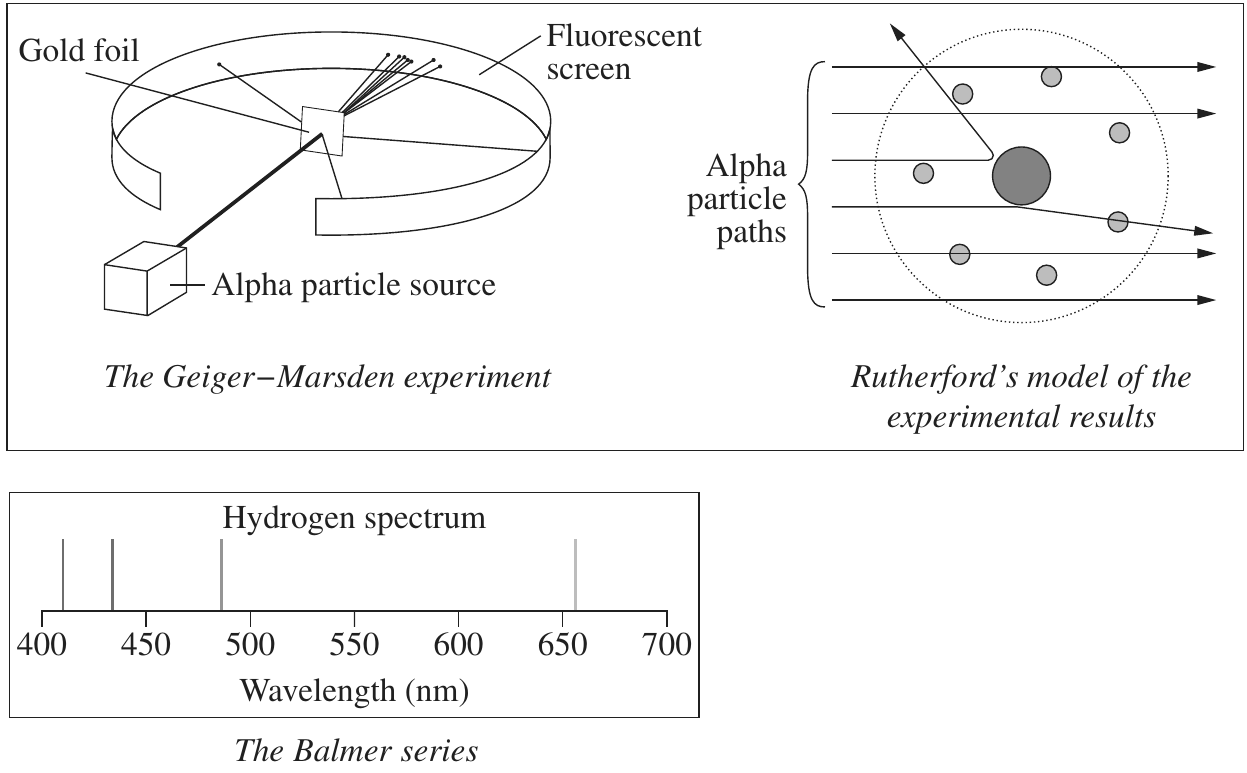 Gold foil
Fluorescent
screen
Alpha particle source
The Geiger–Marsden experiment
Alpha
particle
paths
Rutherford's model of the
experimental results
Hydrogen spectrum
400 450 500 550 600 650 700
Wavelength (nm)
The Balmer series